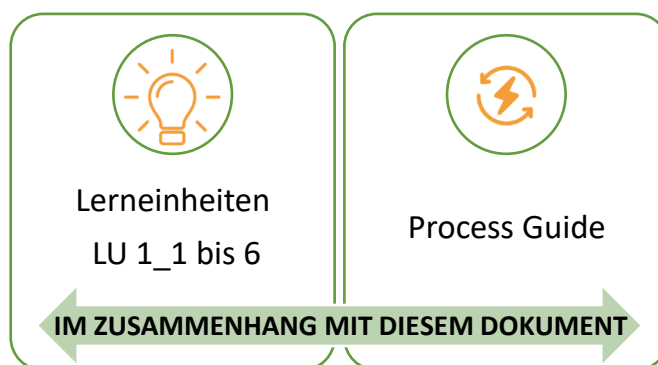 Lerneinheiten
LU 1_1 bis 6
Process Guide
IM ZUSAMMENHANG MIT DIESEM DOKUMENT